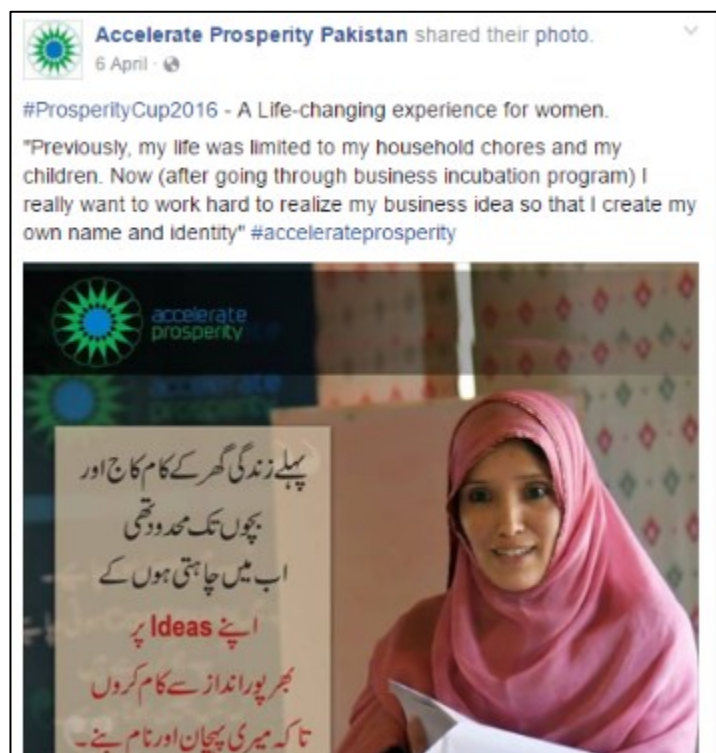 Accelerate Prosperity Pakistan shared their photo.
6 April ·
#ProsperityCup2016 - A Life-changing experience for women.
"Previously, my life was limited to my household chores and my
children. Now (after going through business incubation program) I
really want to work hard to realize my business idea so that I create my
own name and identity" #accelerateprosperity
accelerate
prosperity
accelerate
prosperity
پہلے زندگی گھر کے کام کاج اور
بچوں تک محدود تھی
اب میں چاہتی ہوں کے
اپنے Ideas پر
بھرپور انداز سے کام کروں
تا کہ میری پہچان اور نام بنے۔